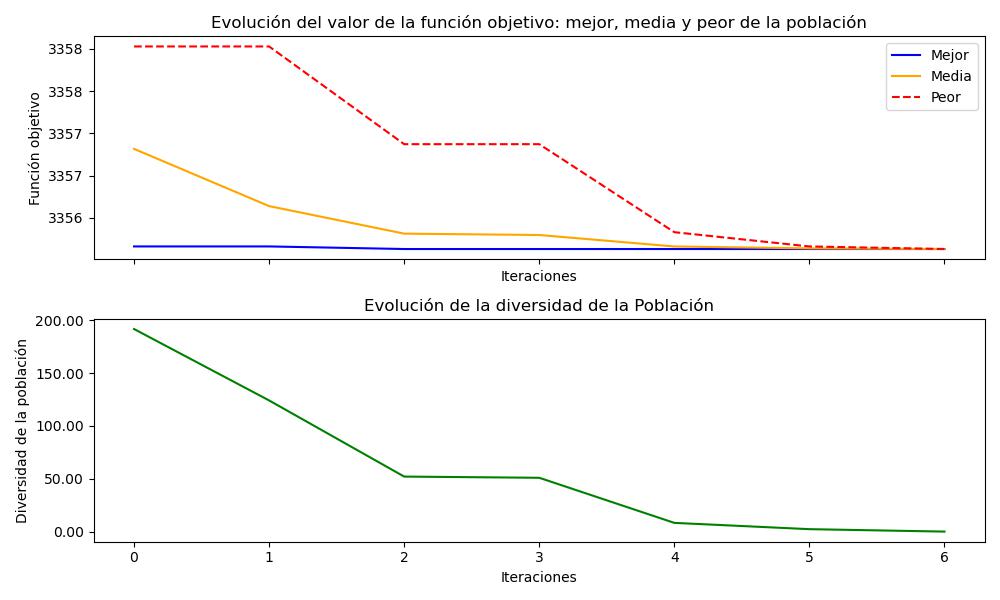 Evolución del valor de la función objetivo: mejor, media y peor de la población
3358
3358
3357
3357
3356
Función objetivo
Mejor
Media
Peor
Iteraciones
Evolución de la diversidad de la Población
200.00
150.00
100.00
50.00
0.00
Diversidad de la población
0 1 2 3 4 5 6
Iteraciones